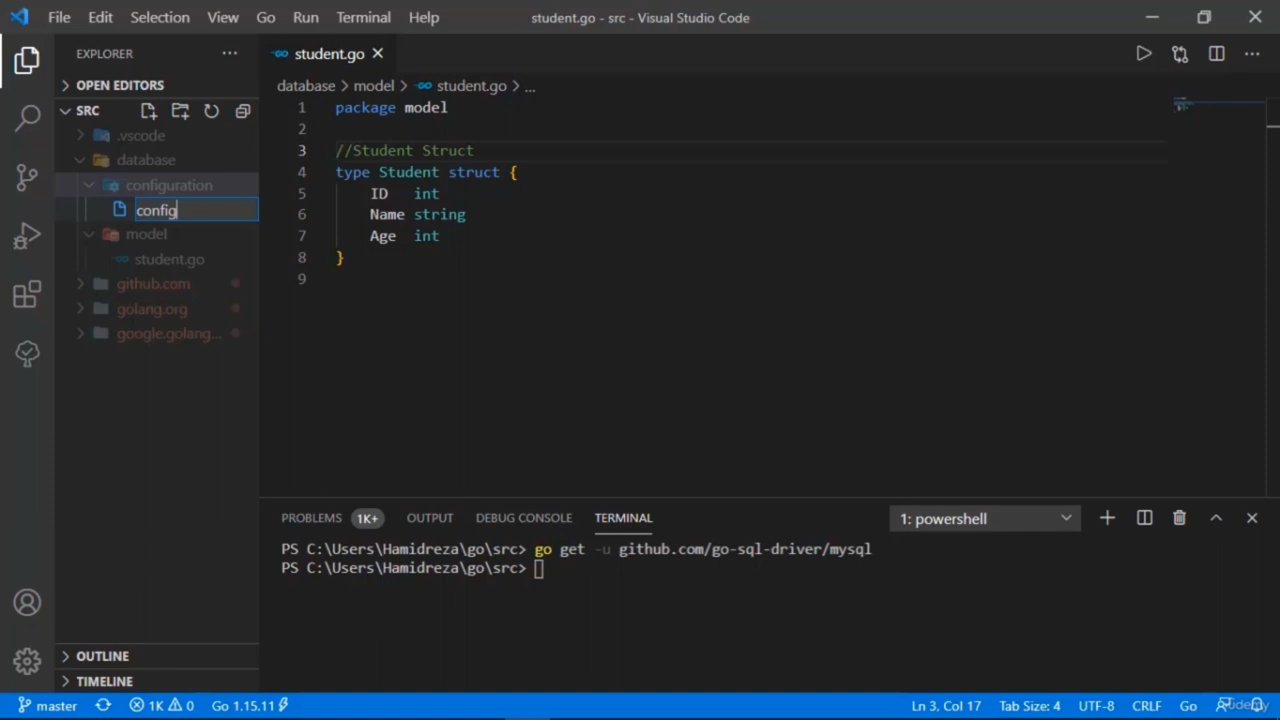 File Edit Selection View Go Run Terminal Help
student.go - src - Visual Studio Code
EXPLORER
student.go
OPEN EDITORS
SRC
.vscode
database
configuration
config
model
student.go
github.com
golang.org
google.golang...
OUTLINE
TIMELINE
database > model > student.go > ...
1 package model
2
3 //Student Struct
4 type Student struct {
5 ID int
6 Name string
7 Age int
8 }
9
PROBLEMS 1K+ OUTPUT DEBUG CONSOLE TERMINAL
1: powershell
PS C:\Users\Hamidreza\go\src> go get -u github.com/go-sql-driver/mysql
PS C:\Users\Hamidreza\go\src>
master 1K 0 Go 1.15.11
Ln 3, Col 17 Tab Size: 4 UTF-8 CRLF Go